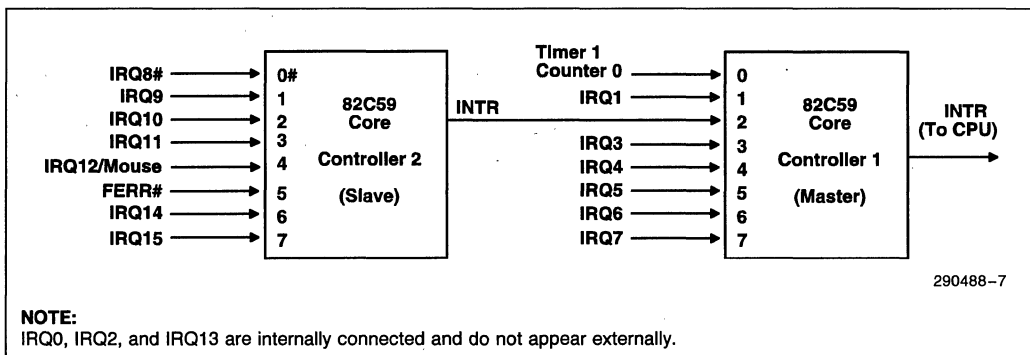 IRQ8#
IRQ9
IRQ10
IRQ11
IRQ12/Mouse
FERR#
IRQ14
IRQ15
0#
1
2
3
4
5
6
7
82C59
Core
Controller 2
(Slave)
INTR
Timer 1
Counter 0
IRQ1
IRQ3
IRQ4
IRQ5
IRQ6
IRQ7
0
1
2
3
4
5
6
7
82C59
Core
Controller 1
(Master)
INTR
(To CPU)
290488–7
NOTE:
IRQ0, IRQ2, and IRQ13 are internally connected and do not appear externally.